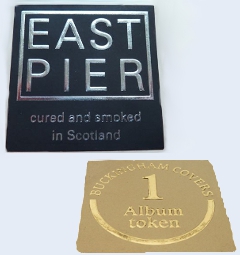 EAST
PIER
cured and smoked
in Scotland
BUCKINGHAM COVERS
1
Album
token